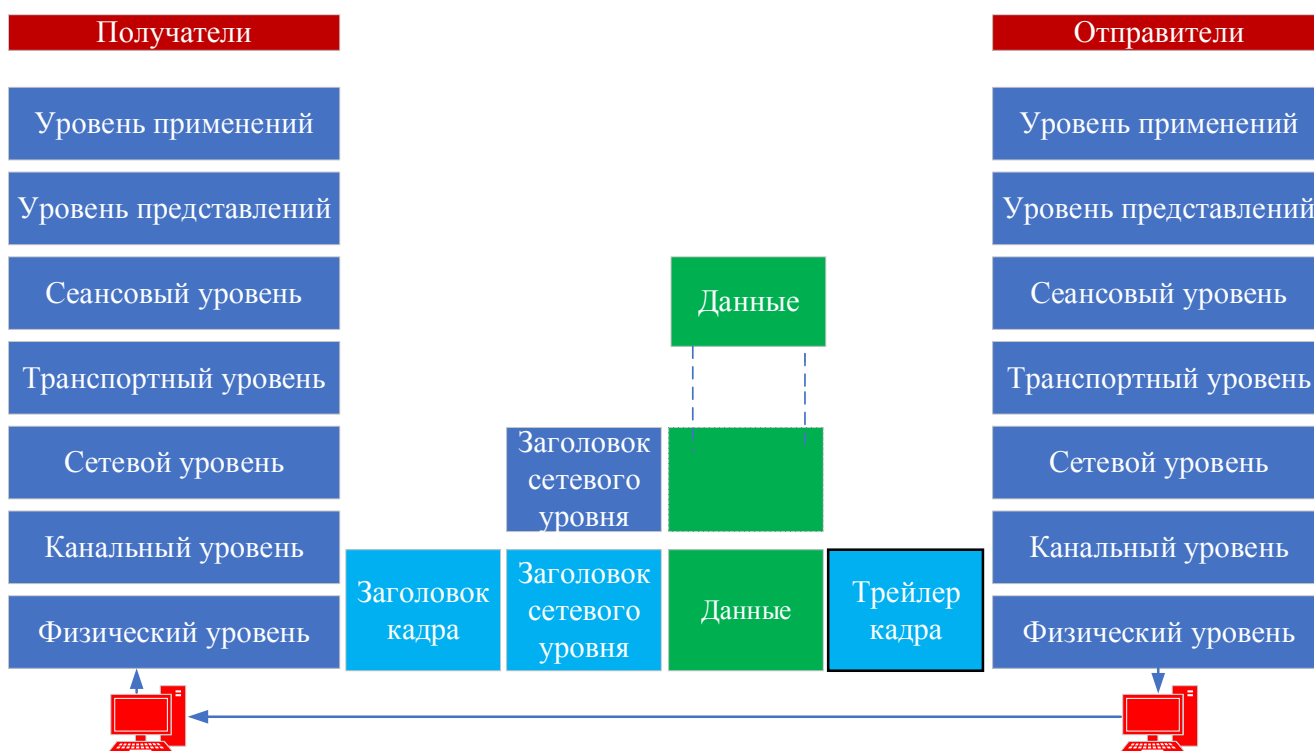 Получатели
Отправители
Уровень применений
Уровень применений
Уровень представлений
Уровень представлений
Сеансовый уровень
Данные
Сеансовый уровень
Транспортный уровень
Транспортный уровень
Сетевой уровень
Заголовок
сетевого
уровня
Сетевой уровень
Канальный уровень
Канальный уровень
Заголовок
кадра
Заголовок
сетевого
уровня
Данные
Трейлер
кадра
Физический уровень
Физический уровень